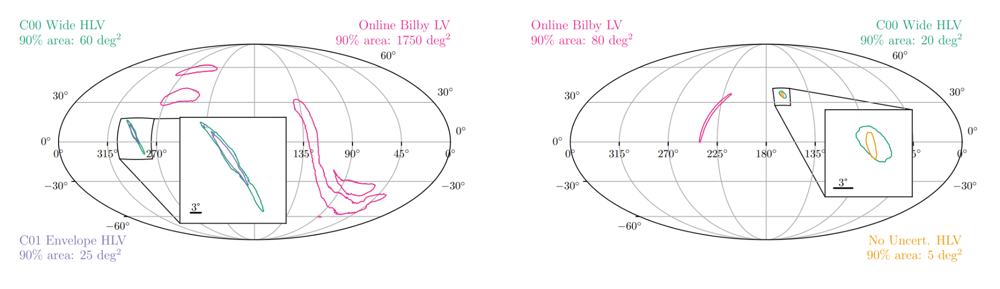 C00 Wide HLV
90% area: 60 deg²
Online Bilby LV
90% area: 1750 deg²
60°
30°
30°
0°
0°
0°
315°
270°
135°
90°
45°
0°
−30°
−30°
−60°
3°
C01 Envelope HLV
90% area: 25 deg²
Online Bilby LV
90% area: 80 deg²
C00 Wide HLV
90% area: 20 deg²
60°
30°
30°
0°
0°
0°
315°
270°
225°
180°
135°
5°
0°
3°
−30°
−30°
−60°
No Uncert. HLV
90% area: 5 deg²